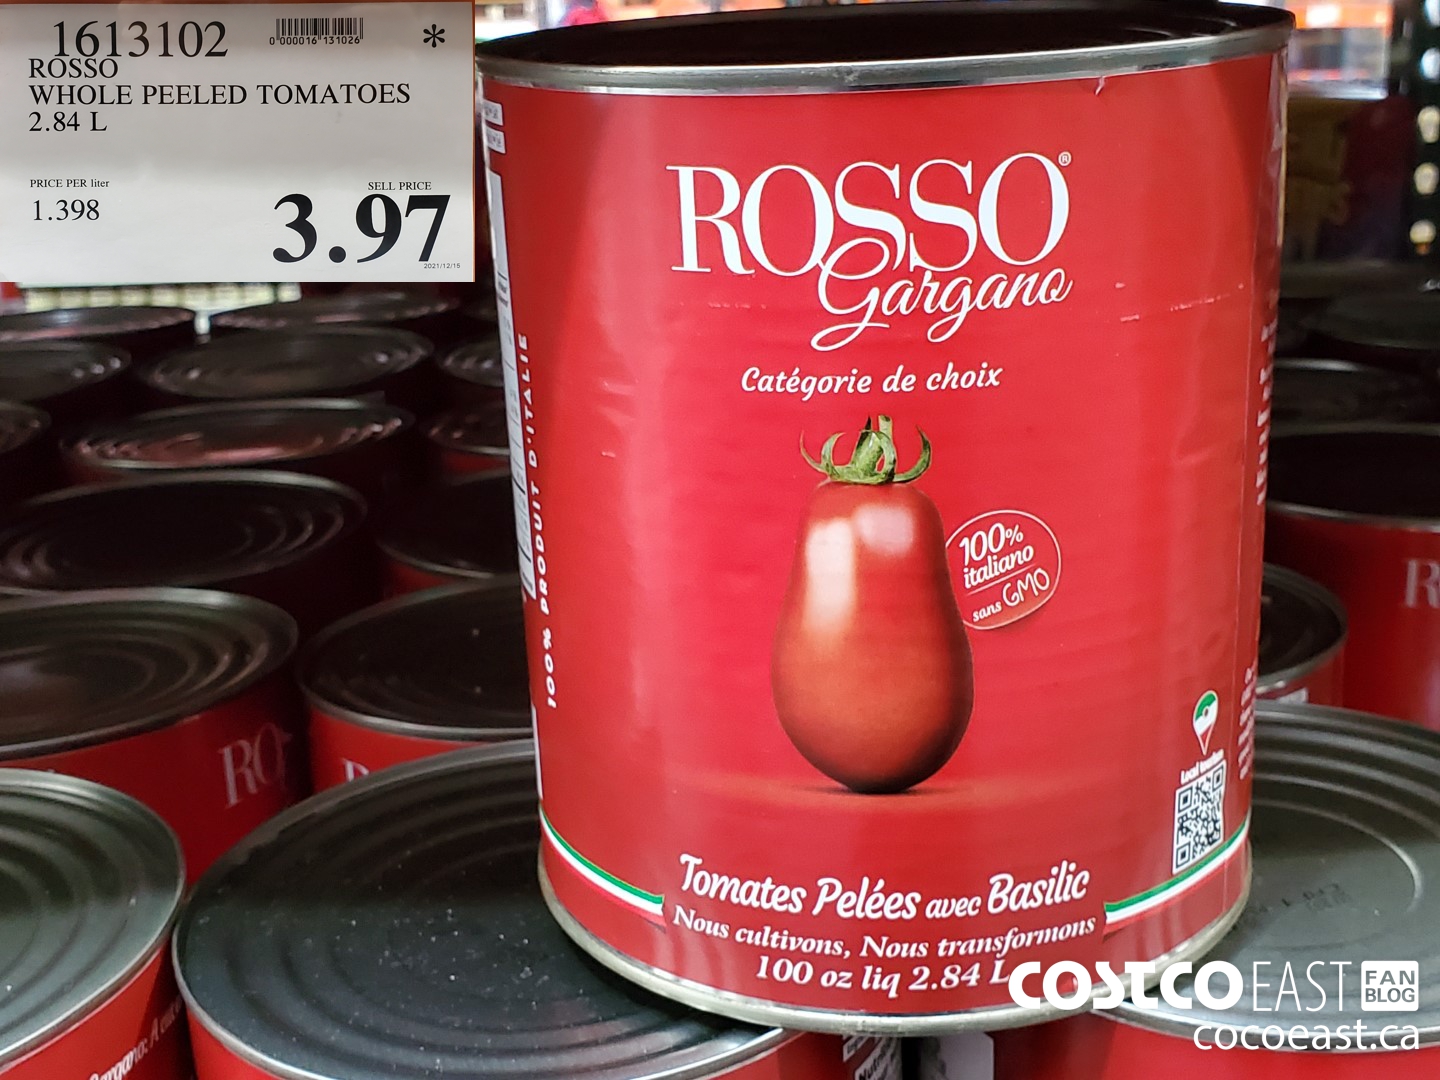 1613102
0 000016 131026
*
ROSSO
WHOLE PEELED TOMATOES
2.84 L
PRICE PER liter
1.398
SELL PRICE
3.97
2021/12/15
ROSSO®
Gargano
Catégorie de choix
100%
italiano
sans GMO
100% PRODUIT D'ITALIE
Tomates Pelées avec Basilic
Nous cultivons, Nous transformons
100 oz liq 2.84 L
COSTCO EAST FAN BLOG
cocoeast.ca